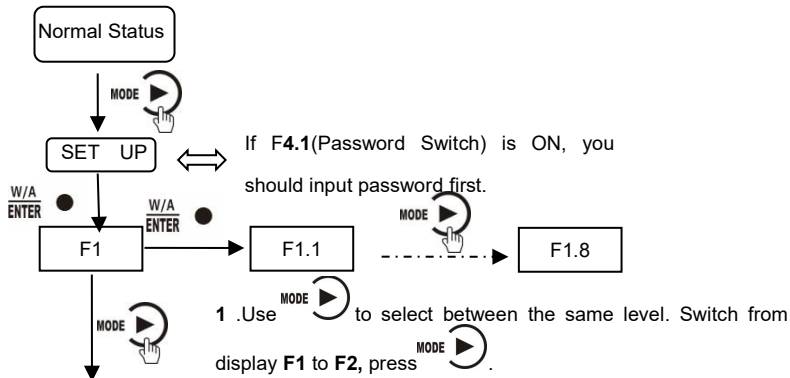 Normal Status
MODE
SET UP
If F4.1(Password Switch) is ON, you
should input password first.
W/A
ENTER
W/A
ENTER
MODE
F1
F1.1
F1.8
MODE
1 .Use MODE to select between the same level. Switch from
display F1 to F2, press MODE .